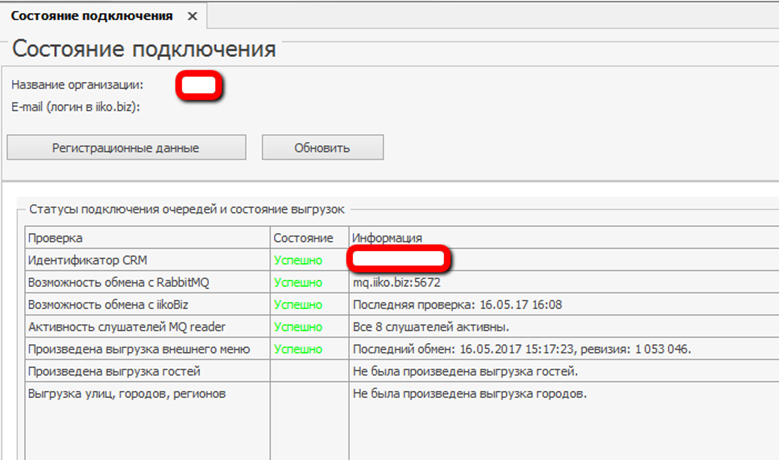 Состояние подключения
Состояние подключения
Название организации:
E-mail (логин в iiko.biz):
Регистрационные данные Обновить
Статусы подключения очередей и состояние выгрузок
Проверка Состояние Информация
Идентификатор CRM Успешно
Возможность обмена с RabbitMQ Успешно mq.iiko.biz:5672
Возможность обмена с iikoBiz Успешно Последняя проверка: 16.05.17 16:08
Активность слушателей MQ reader Успешно Все 8 слушателей активны.
Произведена выгрузка внешнего меню Успешно Последний обмен: 16.05.2017 15:17:23, ревизия: 1 053 046.
Произведена выгрузка гостей Не была произведена выгрузка гостей.
Выгрузка улиц, городов, регионов Не была произведена выгрузка городов.